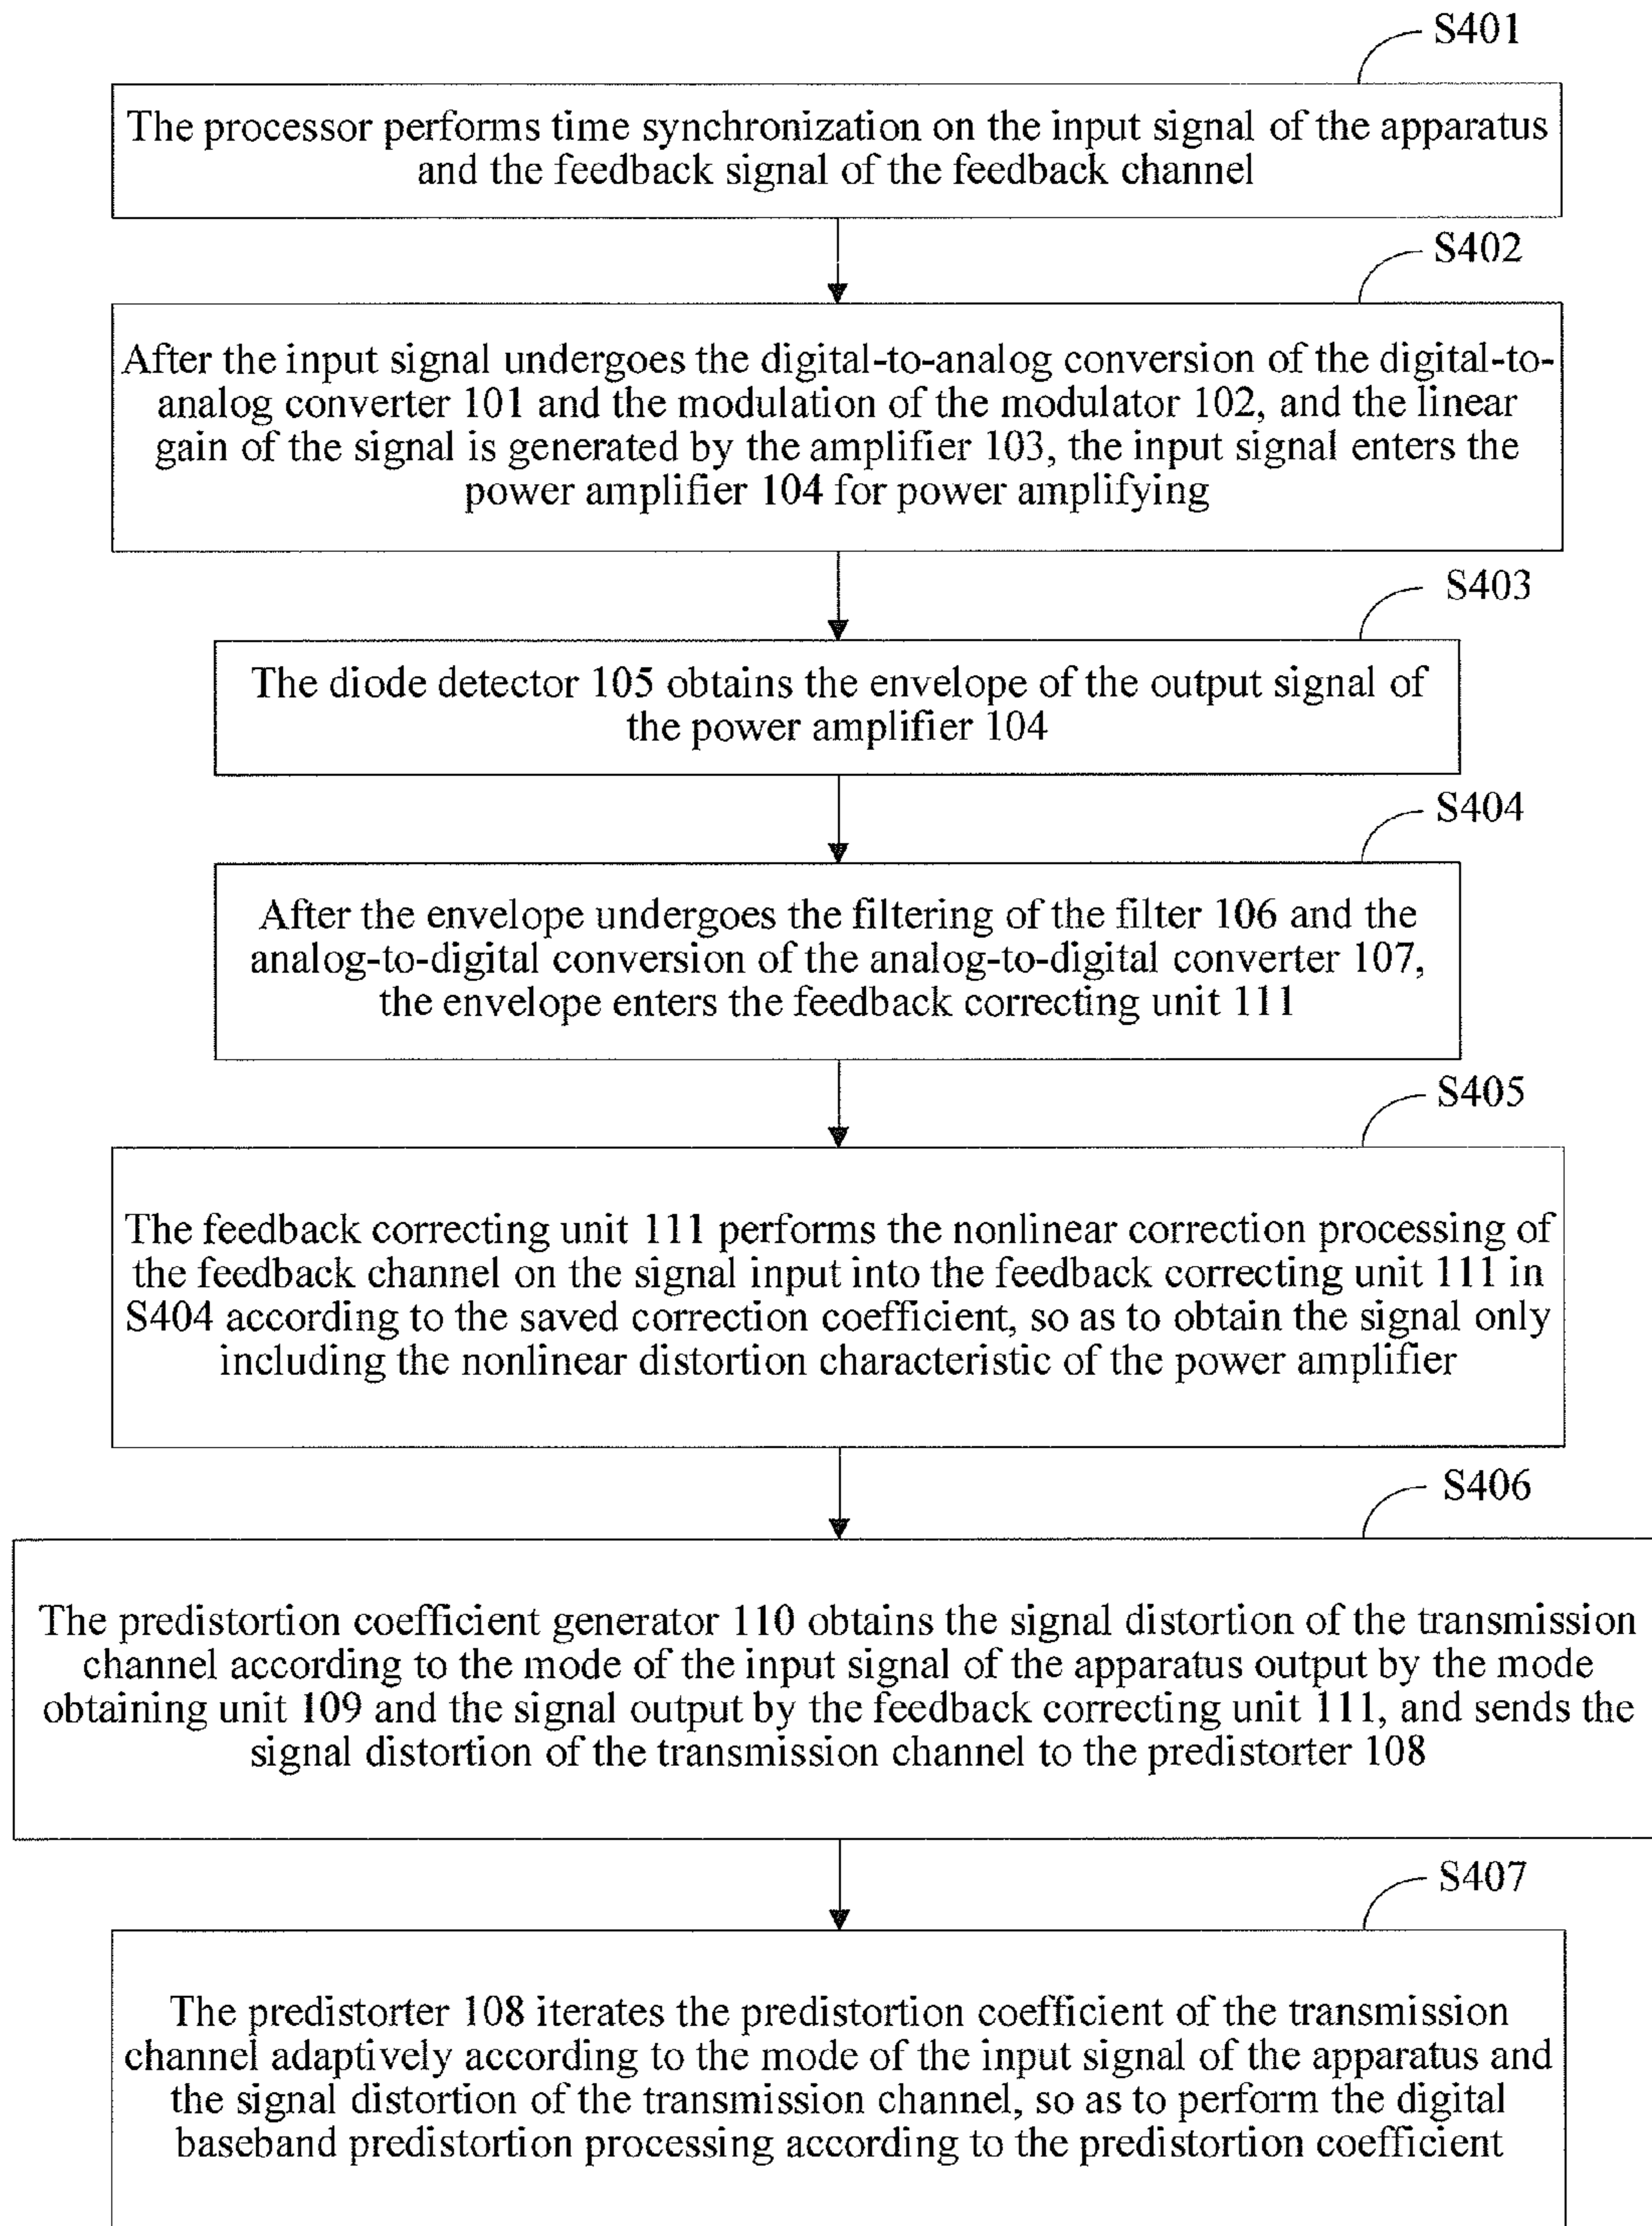 S401
The processor performs time synchronization on the input signal of the apparatus
and the feedback signal of the feedback channel
S402
After the input signal undergoes the digital-to-analog conversion of the digital-to-
analog converter 101 and the modulation of the modulator 102, and the linear
gain of the signal is generated by the amplifier 103, the input signal enters the
power amplifier 104 for power amplifying
S403
The diode detector 105 obtains the envelope of the output signal of
the power amplifier 104
S404
After the envelope undergoes the filtering of the filter 106 and the
analog-to-digital conversion of the analog-to-digital converter 107,
the envelope enters the feedback correcting unit 111
S405
The feedback correcting unit 111 performs the nonlinear correction processing of
the feedback channel on the signal input into the feedback correcting unit 111 in
S404 according to the saved correction coefficient, so as to obtain the signal only
including the nonlinear distortion characteristic of the power amplifier
S406
The predistortion coefficient generator 110 obtains the signal distortion of the transmission
channel according to the mode of the input signal of the apparatus output by the mode
obtaining unit 109 and the signal output by the feedback correcting unit 111, and sends the
signal distortion of the transmission channel to the predistorter 108
S407
The predistorter 108 iterates the predistortion coefficient of the transmission
channel adaptively according to the mode of the input signal of the apparatus and
the signal distortion of the transmission channel, so as to perform the digital
baseband predistortion processing according to the predistortion coefficient